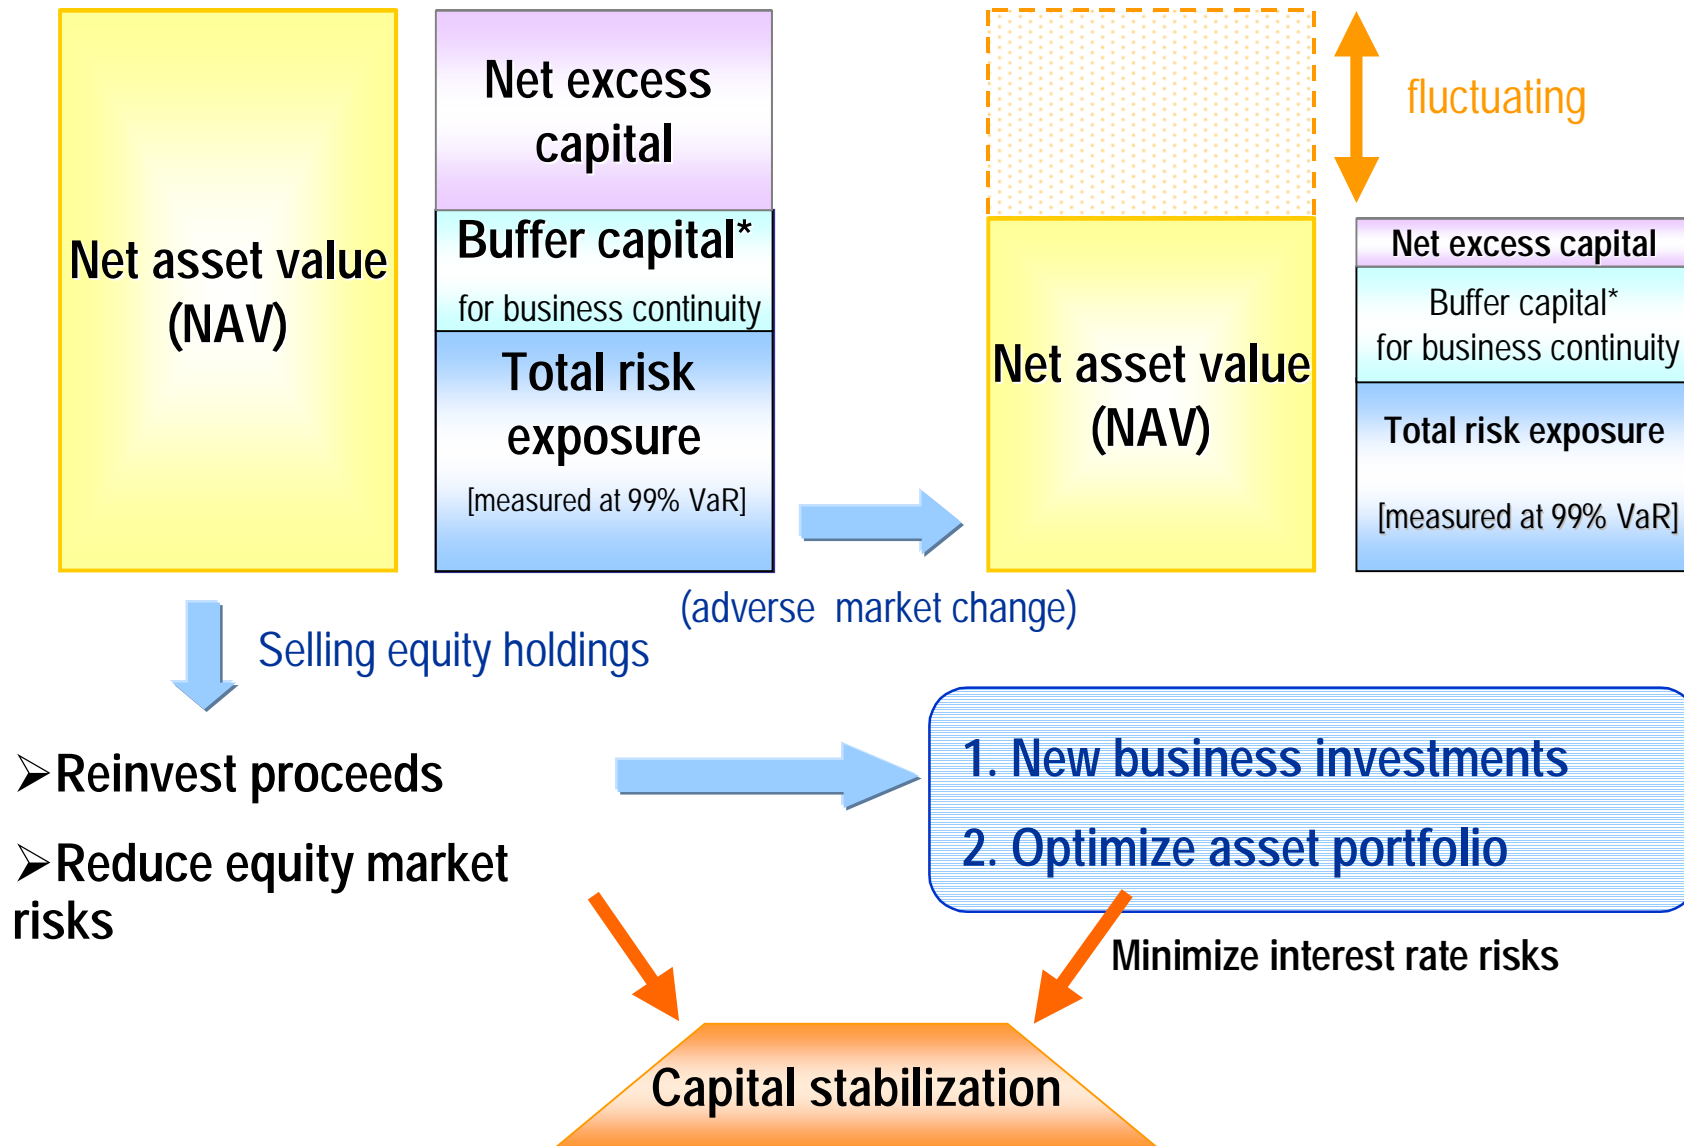 Net asset value
(NAV)
Net excess
capital
Buffer capital*
for business continuity
Total risk
exposure
[measured at 99% VaR]
fluctuating
Net asset value
(NAV)
Net excess capital
Buffer capital*
for business continuity
Total risk exposure
[measured at 99% VaR]
(adverse market change)
Selling equity holdings
➢Reinvest proceeds
➢Reduce equity market
risks
1. New business investments
2. Optimize asset portfolio
Minimize interest rate risks
Capital stabilization